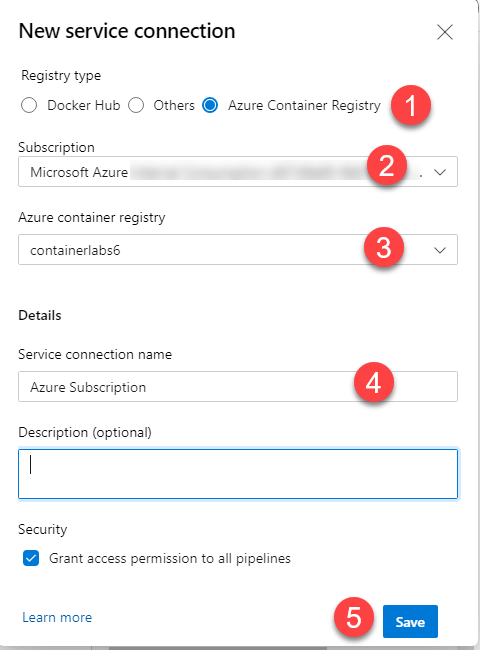 New service connection
Registry type
Docker Hub Others Azure Container Registry 1
Subscription
Microsoft Azure . 2
Azure container registry
containerlabs6 3
Details
Service connection name
Azure Subscription 4
Description (optional)
Security
Grant access permission to all pipelines
Learn more 5 Save